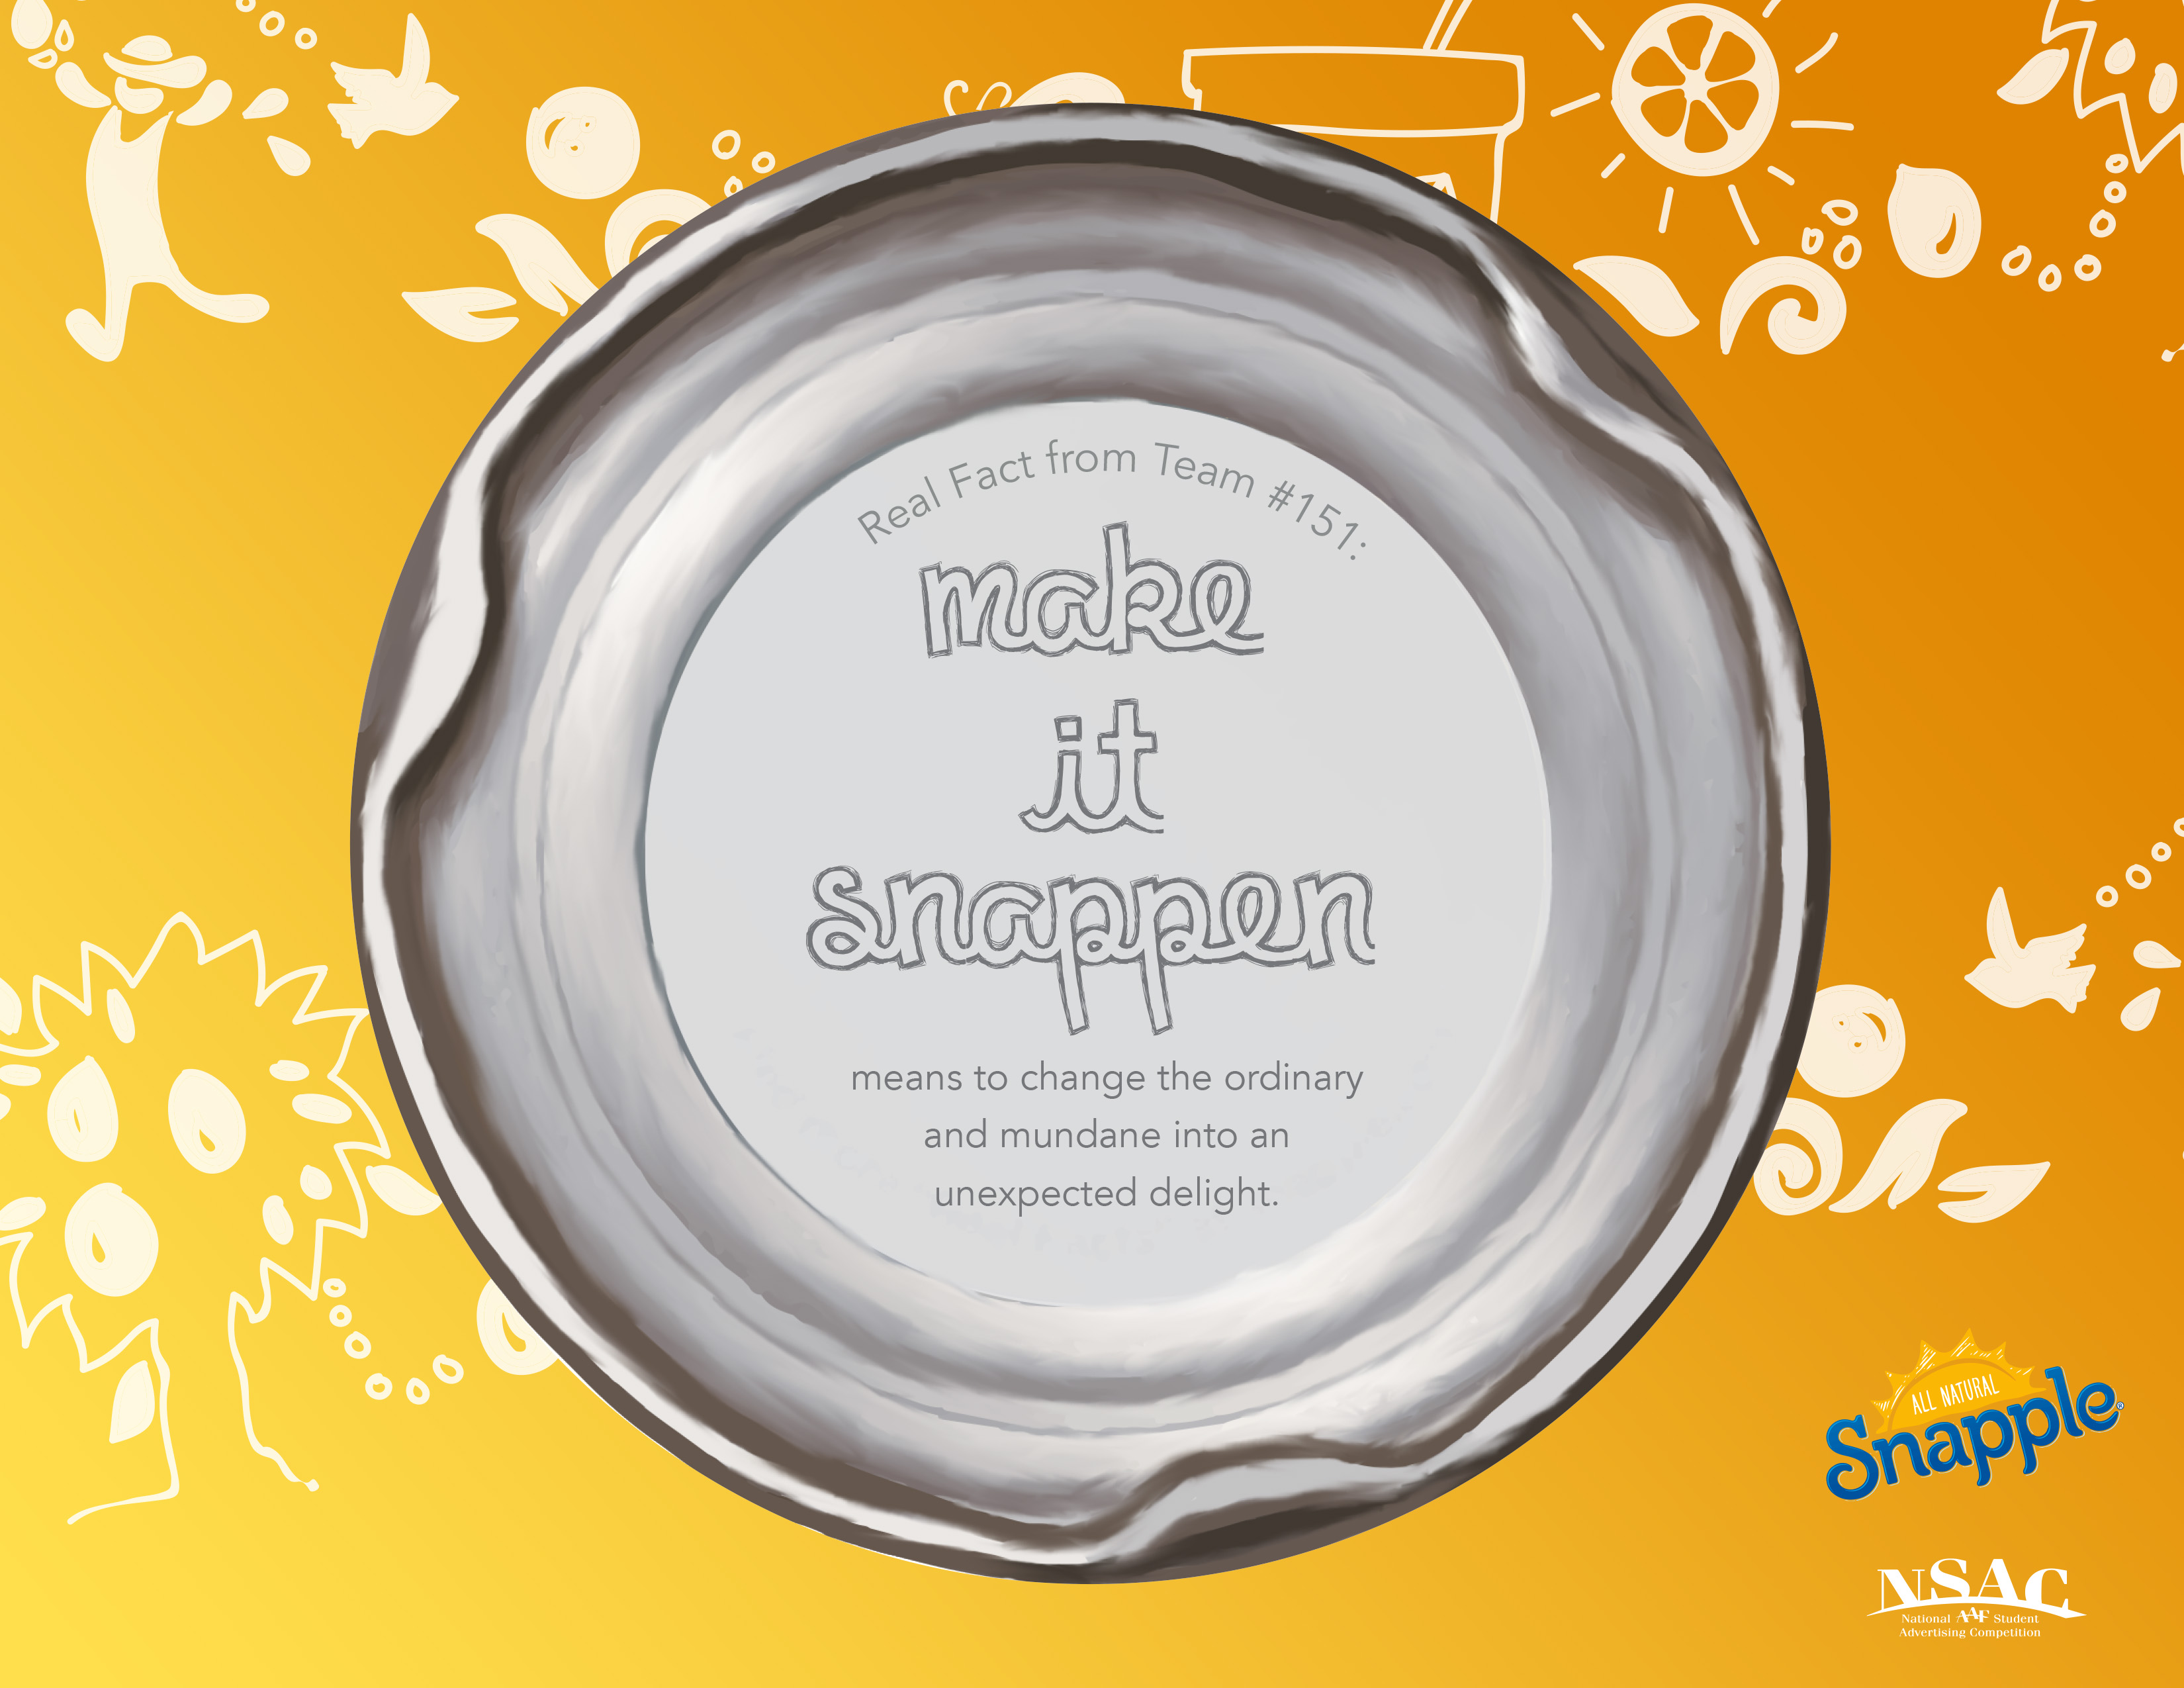 Real Fact from Team #151:
make
it
snappen
means to change the ordinary
and mundane into an
unexpected delight.
ALL NATURAL
Snapple®
NSAC
National AAF Student
Advertising Competition